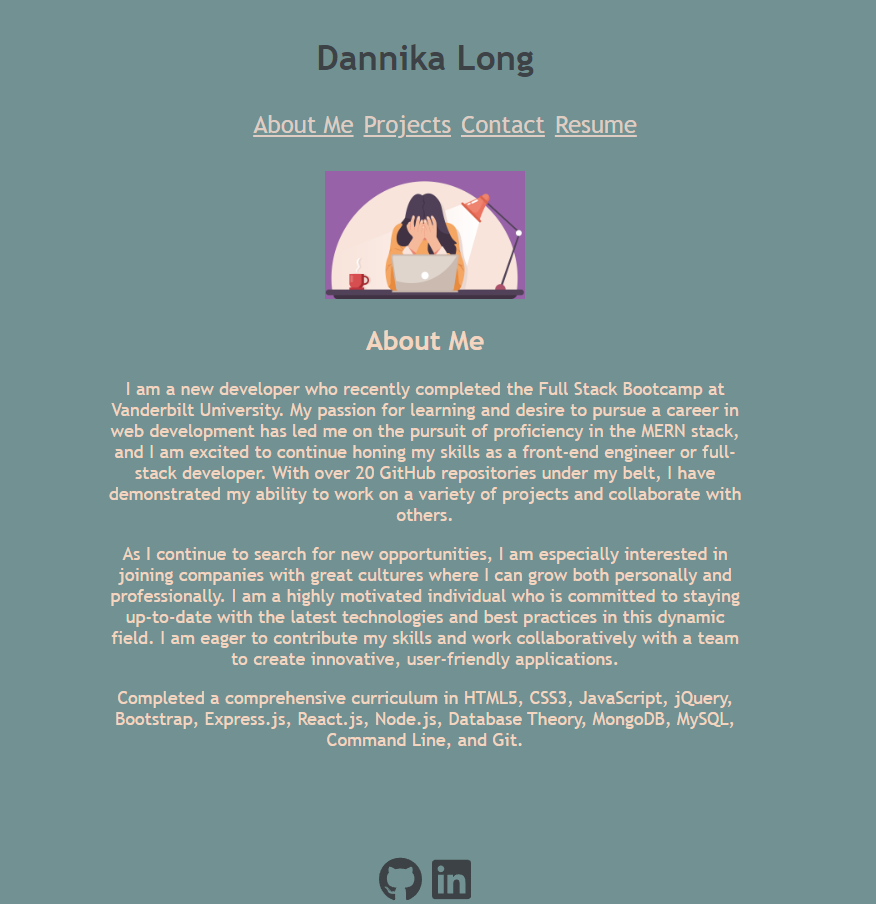 Dannika Long
About Me Projects Contact Resume
About Me
I am a new developer who recently completed the Full Stack Bootcamp at
Vanderbilt University. My passion for learning and desire to pursue a career in
web development has led me on the pursuit of proficiency in the MERN stack,
and I am excited to continue honing my skills as a front-end engineer or full-
stack developer. With over 20 GitHub repositories under my belt, I have
demonstrated my ability to work on a variety of projects and collaborate with
others.
As I continue to search for new opportunities, I am especially interested in
joining companies with great cultures where I can grow both personally and
professionally. I am a highly motivated individual who is committed to staying
up-to-date with the latest technologies and best practices in this dynamic
field. I am eager to contribute my skills and work collaboratively with a team
to create innovative, user-friendly applications.
Completed a comprehensive curriculum in HTML5, CSS3, JavaScript, jQuery,
Bootstrap, Express.js, React.js, Node.js, Database Theory, MongoDB, MySQL,
Command Line, and Git.
in